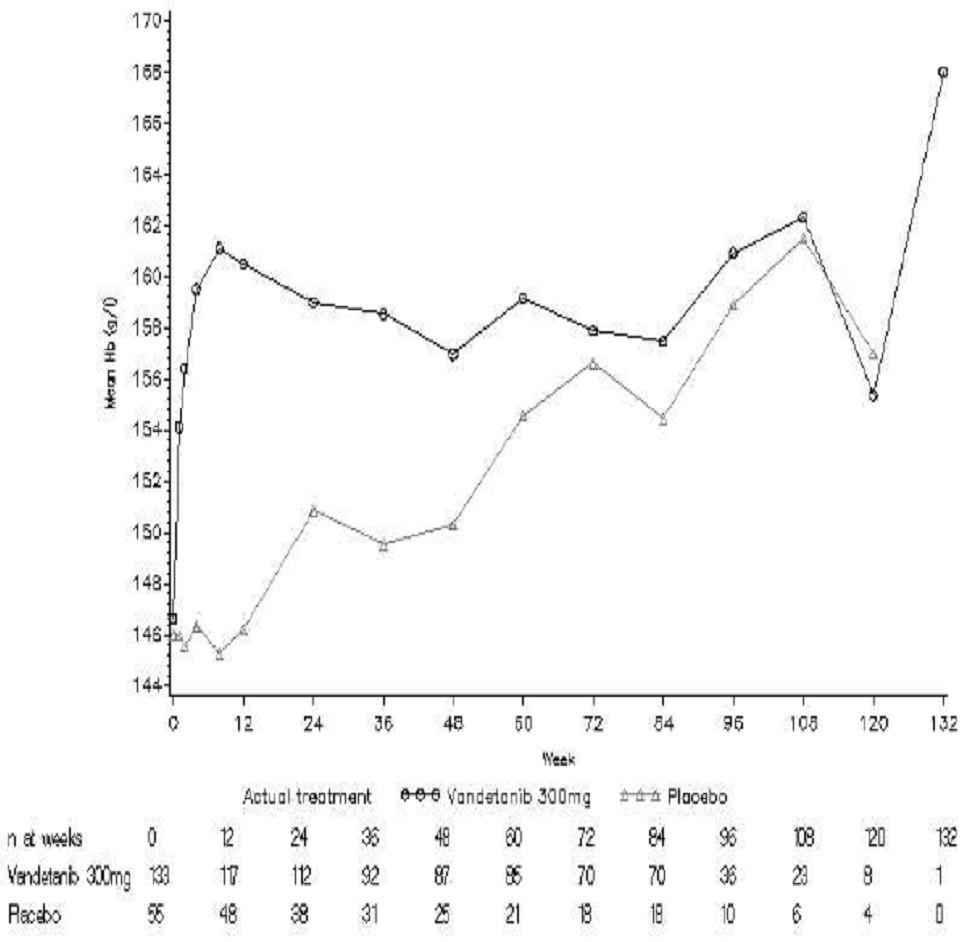 170
168
166
164
162
160
158
156
154
152
150
148
146
144
Mean Hb (g/l)
0 12 24 36 48 60 72 84 96 108 120 132
Week
Actual treatment Vandetanib 300mg Placebo
n at weeks 0 12 24 36 48 60 72 84 96 108 120 132
Vandetanib 300mg 133 117 112 92 87 85 70 70 36 23 8 1
Placebo 55 48 38 31 25 21 18 18 10 6 4 0